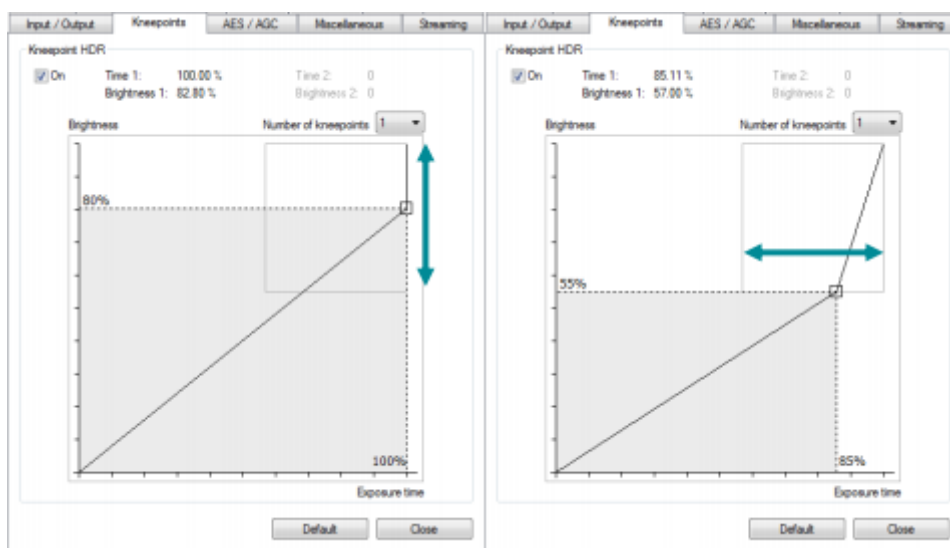 Input / Output Kneepoints AES / AGC Miscellaneous Streaming
Kneepoint HDR
On Time 1: 100.00 % Time 2: 0
Brightness 1: 82.80 % Brightness 2: 0
Brightness Number of kneepoints 1
80%
100%
Exposure time
Default Close
Input / Output Kneepoints AES / AGC Miscellaneous Streaming
Kneepoint HDR
On Time 1: 85.11 % Time 2: 0
Brightness 1: 57.00 % Brightness 2: 0
Brightness Number of kneepoints 1
55%
85%
Exposure time
Default Close